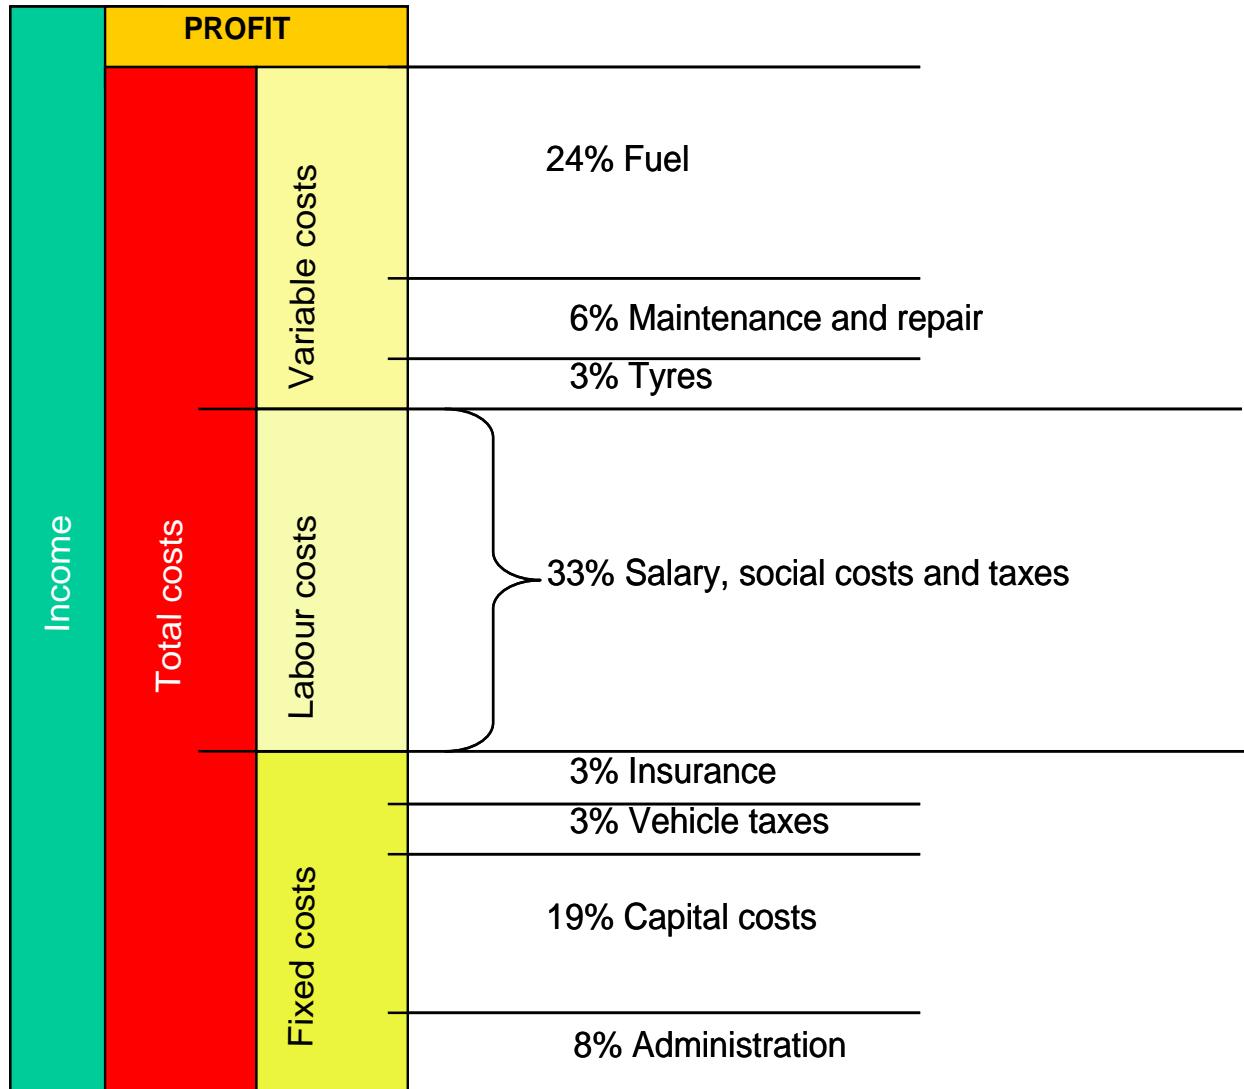 PROFIT
Income
Total costs
Variable costs
24% Fuel
6% Maintenance and repair
3% Tyres
Labour costs
33% Salary, social costs and taxes
Fixed costs
3% Insurance
3% Vehicle taxes
19% Capital costs
8% Administration